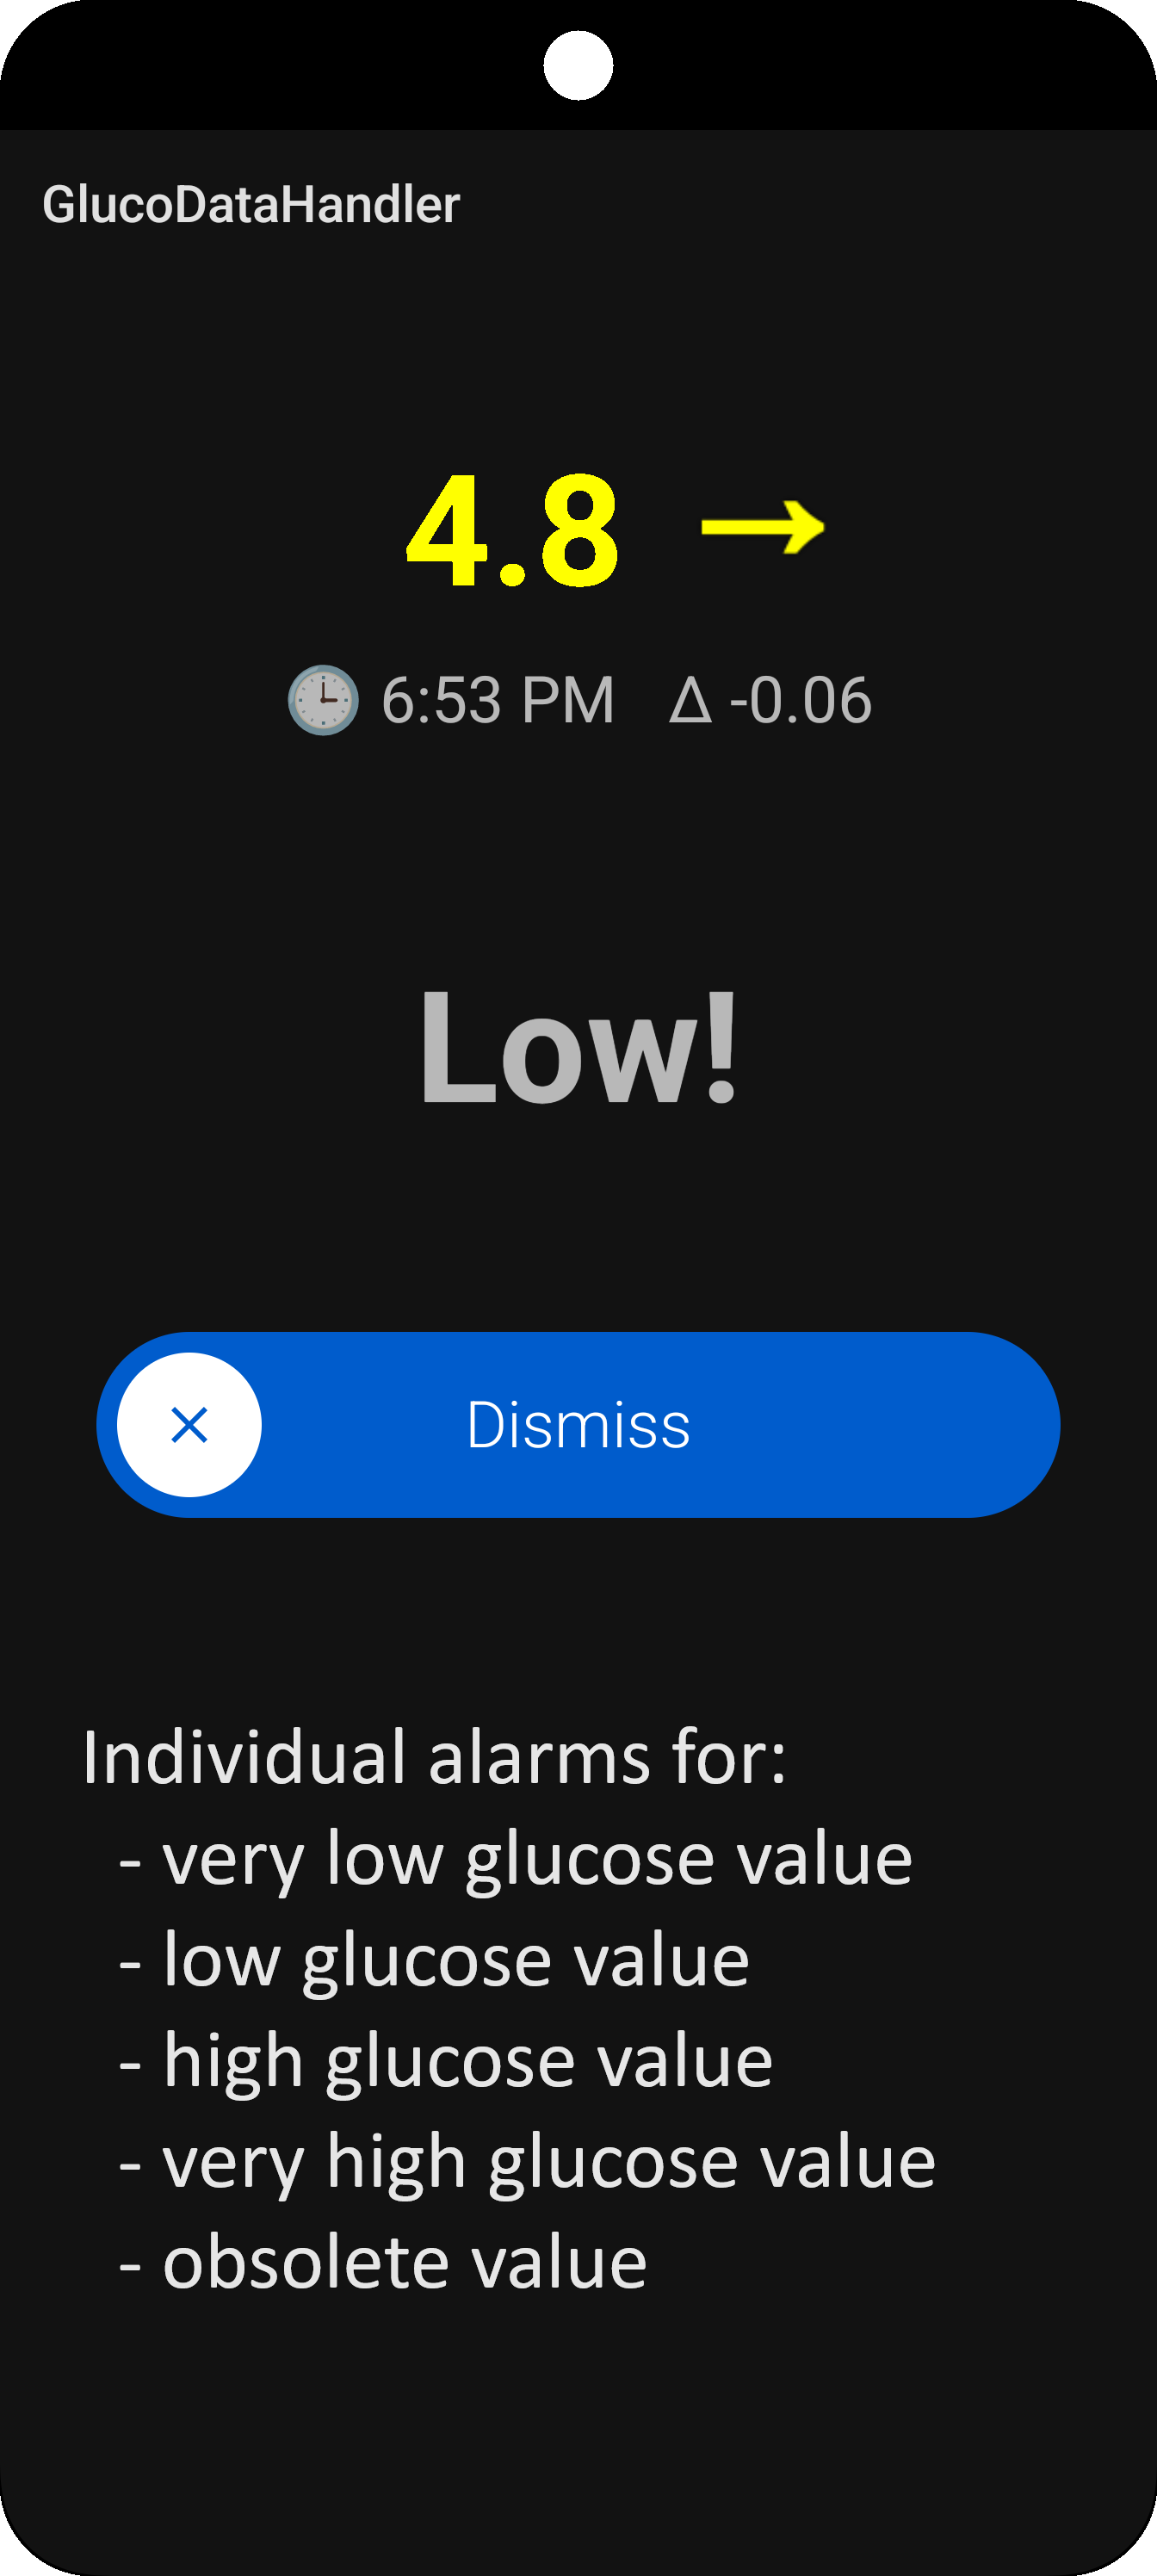 GlucoDataHandler
4.8 →
🕒 6:53 PM Δ -0.06
Low!
Dismiss
Individual alarms for:
- very low glucose value
- low glucose value
- high glucose value
- very high glucose value
- obsolete value